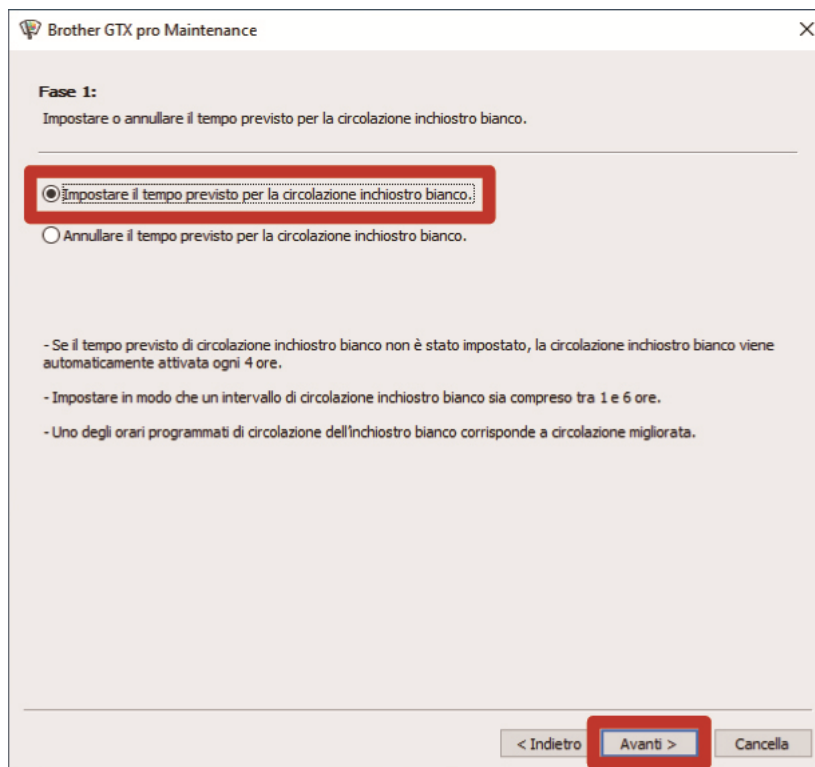 Brother GTX pro Maintenance
Fase 1:
Impostare o annullare il tempo previsto per la circolazione inchiostro bianco.
Impostare il tempo previsto per la circolazione inchiostro bianco.
Annullare il tempo previsto per la circolazione inchiostro bianco.
- Se il tempo previsto di circolazione inchiostro bianco non è stato impostato, la circolazione inchiostro bianco viene
automaticamente attivata ogni 4 ore.
- Impostare in modo che un intervallo di circolazione inchiostro bianco sia compreso tra 1 e 6 ore.
- Uno degli orari programmati di circolazione dell'inchiostro bianco corrisponde a circolazione migliorata.
< Indietro Avanti > Cancella